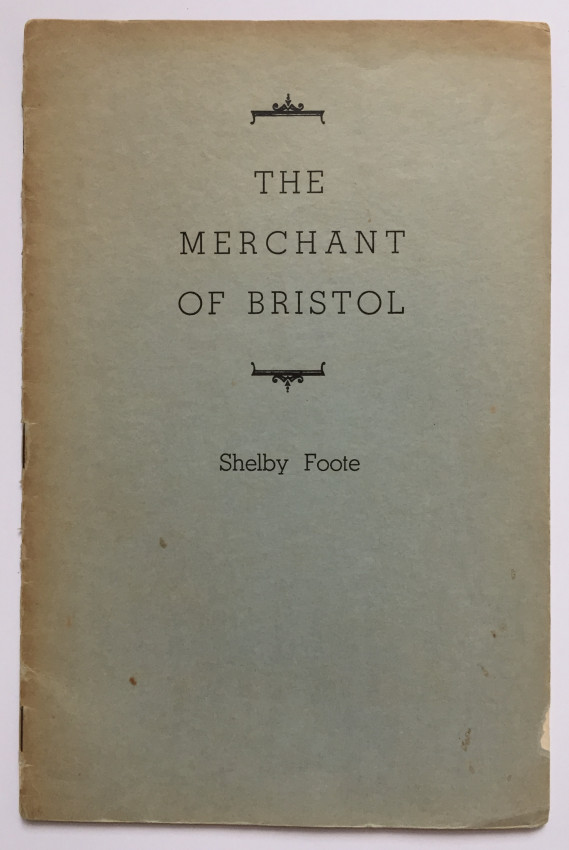 THE
MERCHANT
OF BRISTOL
Shelby Foote